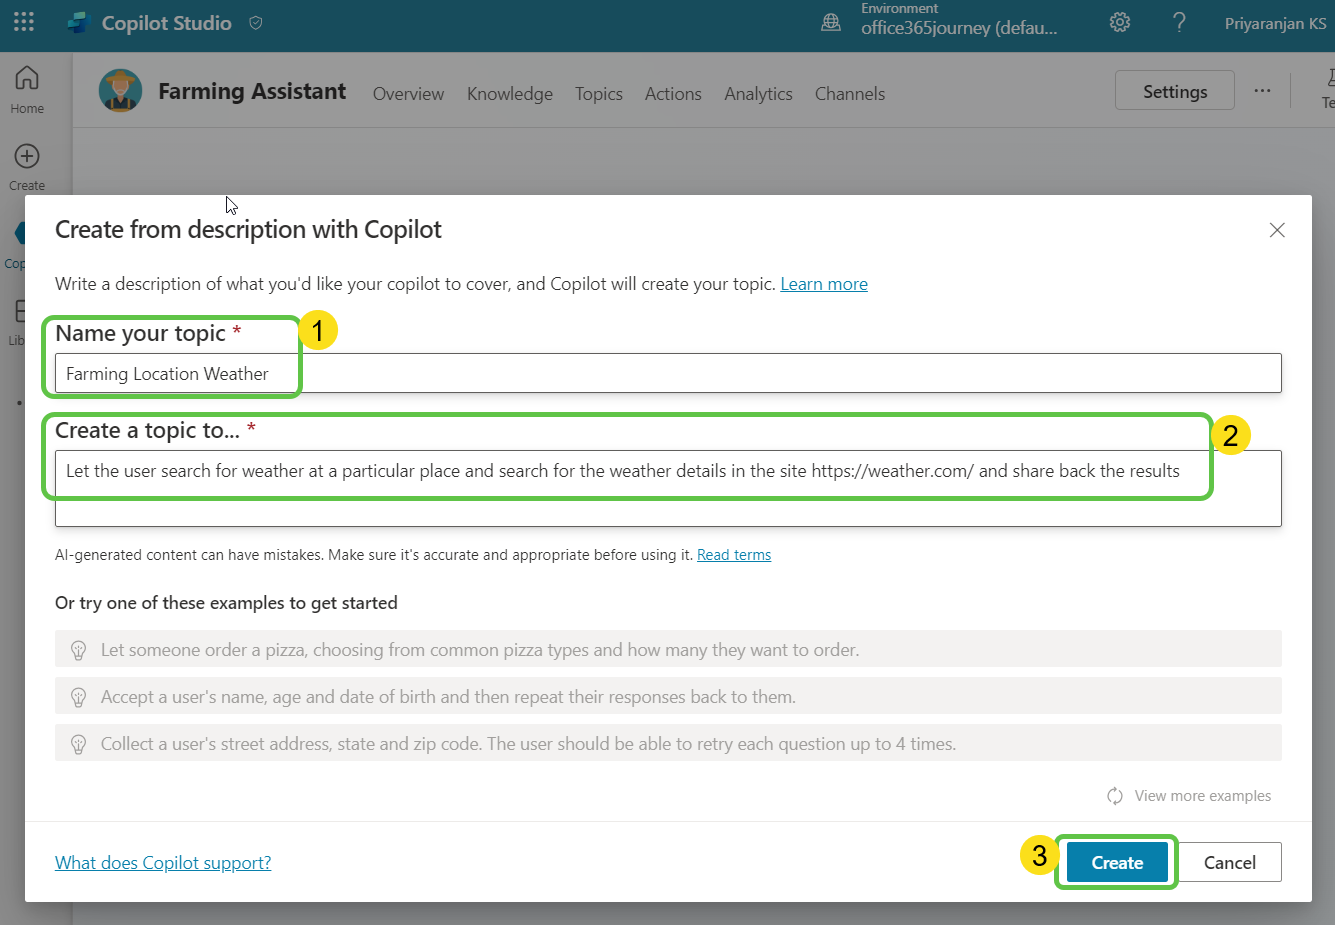 Copilot Studio
Environment
office365journey (defau...
Priyaranjan KS
Home
Create
Farming Assistant
Overview
Knowledge
Topics
Actions
Analytics
Channels
Settings
...
Create from description with Copilot
Write a description of what you'd like your copilot to cover, and Copilot will create your topic. Learn more
Name your topic *
1
Farming Location Weather
Create a topic to... *
2
Let the user search for weather at a particular place and search for the weather details in the site https://weather.com/ and share back the results
AI-generated content can have mistakes. Make sure it's accurate and appropriate before using it. Read terms
Or try one of these examples to get started
Let someone order a pizza, choosing from common pizza types and how many they want to order.
Accept a user's name, age and date of birth and then repeat their responses back to them.
Collect a user's street address, state and zip code. The user should be able to retry each question up to 4 times.
View more examples
What does Copilot support?
3
Create
Cancel